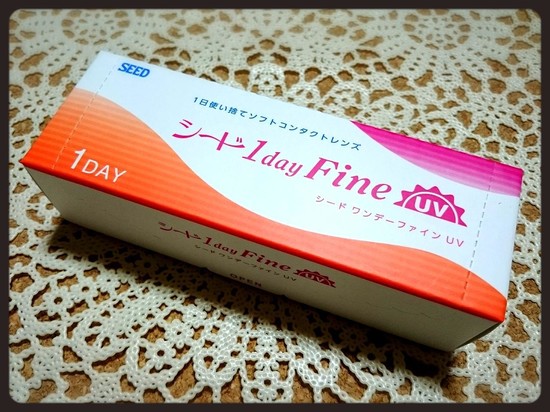 SEED
1日使い捨てソフトコンタクトレンズ
シード1day Fine UV
シード ワンデーファイン UV
1DAY
シード1day Fine UV
シード ワンデーファイン UV
OPEN